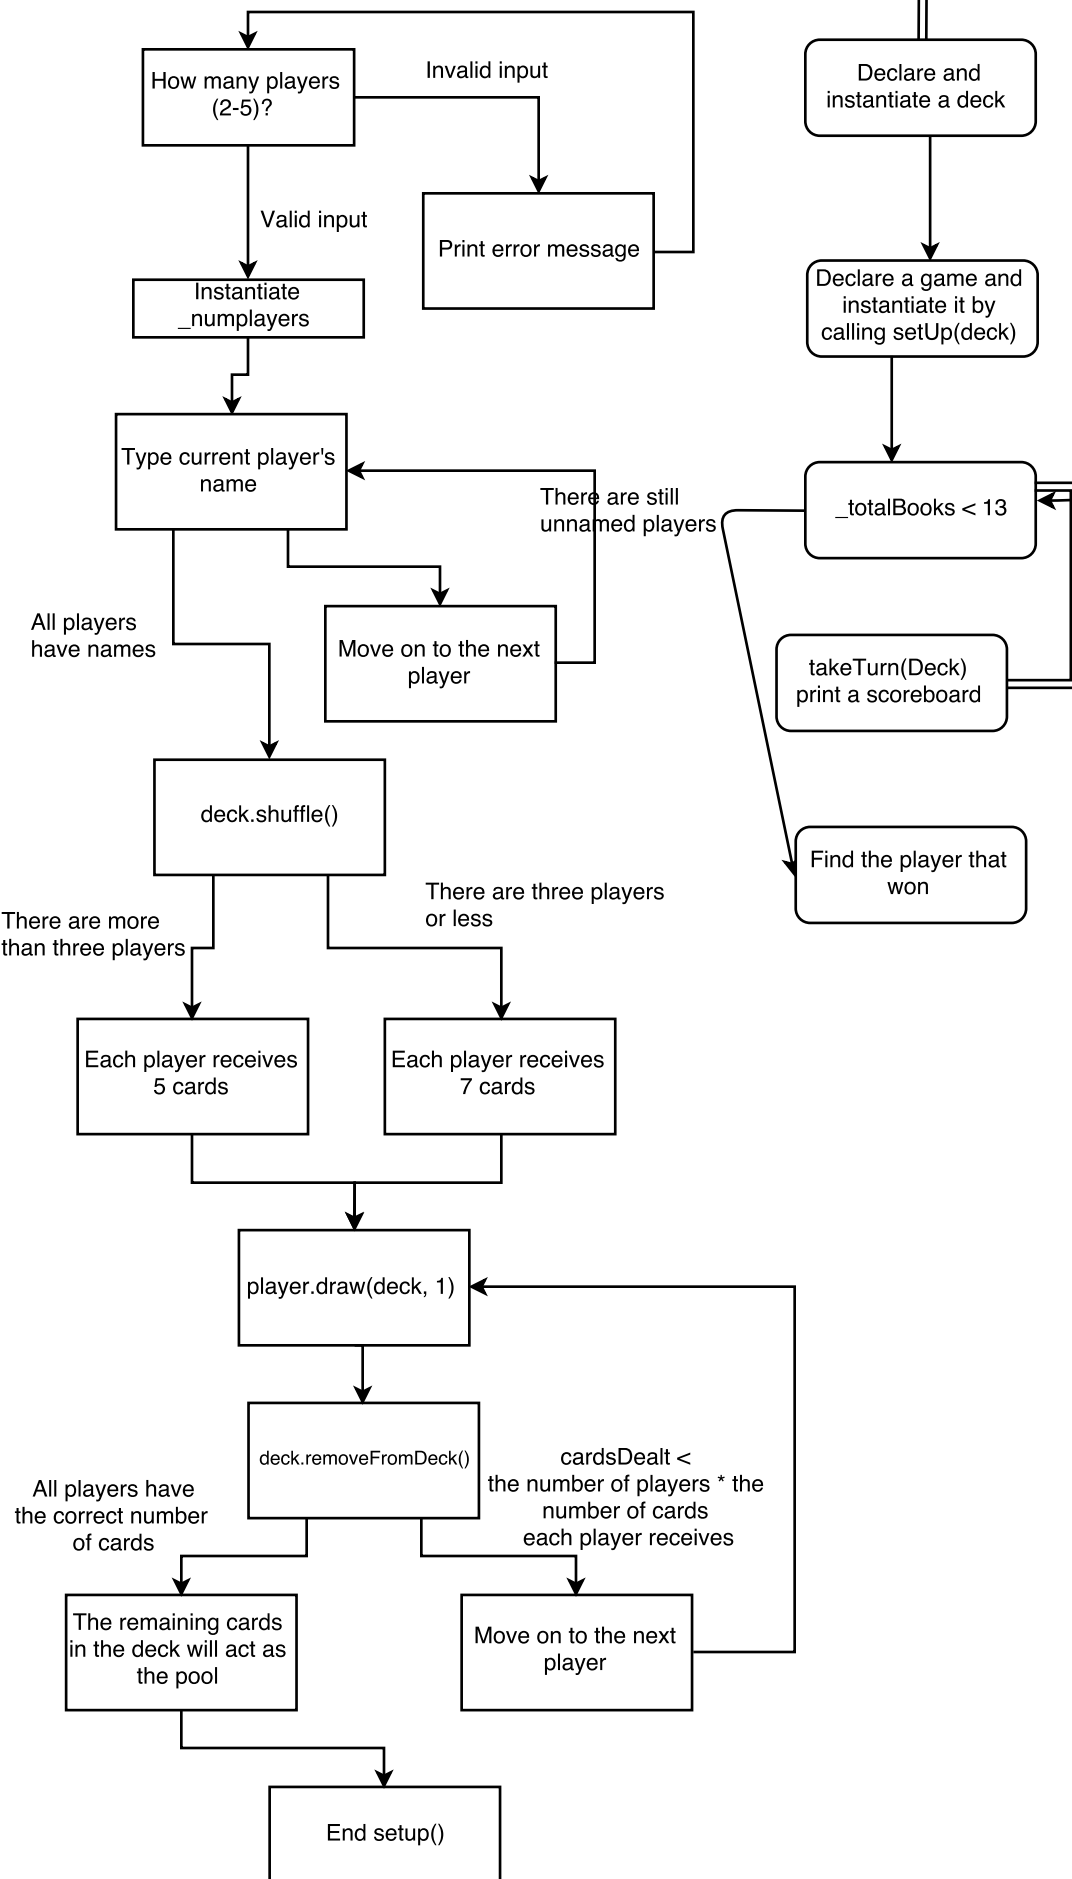 How many players
(2-5)?
Invalid input
Print error message
Valid input
Instantiate
_numplayers
Type current player's
name
There are still
unnamed players
Move on to the next
player
All players
have names
deck.shuffle()
There are more
than three players
There are three players
or less
Each player receives
5 cards
Each player receives
7 cards
player.draw(deck, 1)
deck.removeFromDeck()
cardsDealt <
the number of players * the
number of cards
each player receives
All players have
the correct number
of cards
The remaining cards
in the deck will act as
the pool
Move on to the next
player
End setup()
Declare and
instantiate a deck
Declare a game and
instantiate it by
calling setUp(deck)
_totalBooks < 13
takeTurn(Deck)
print a scoreboard
Find the player that
won